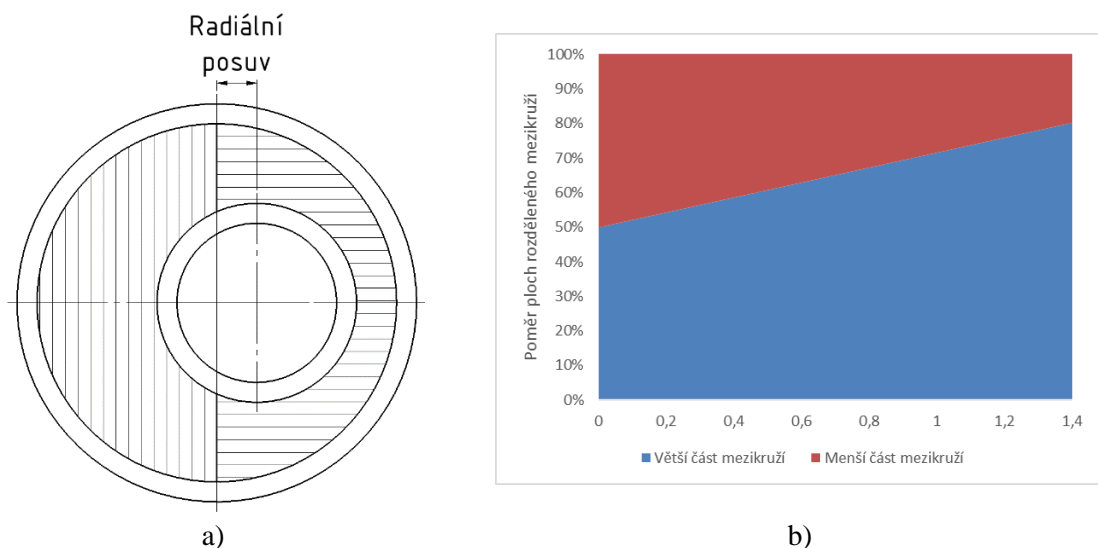 Radiální
posuv
100%
90%
80%
70%
60%
50%
40%
30%
20%
10%
0%
Poměr ploch rozděleného mezikruží
0 0,2 0,4 0,6 0,8 1 1,2 1,4
Větší část mezikruží Menší část mezikruží
a) b)